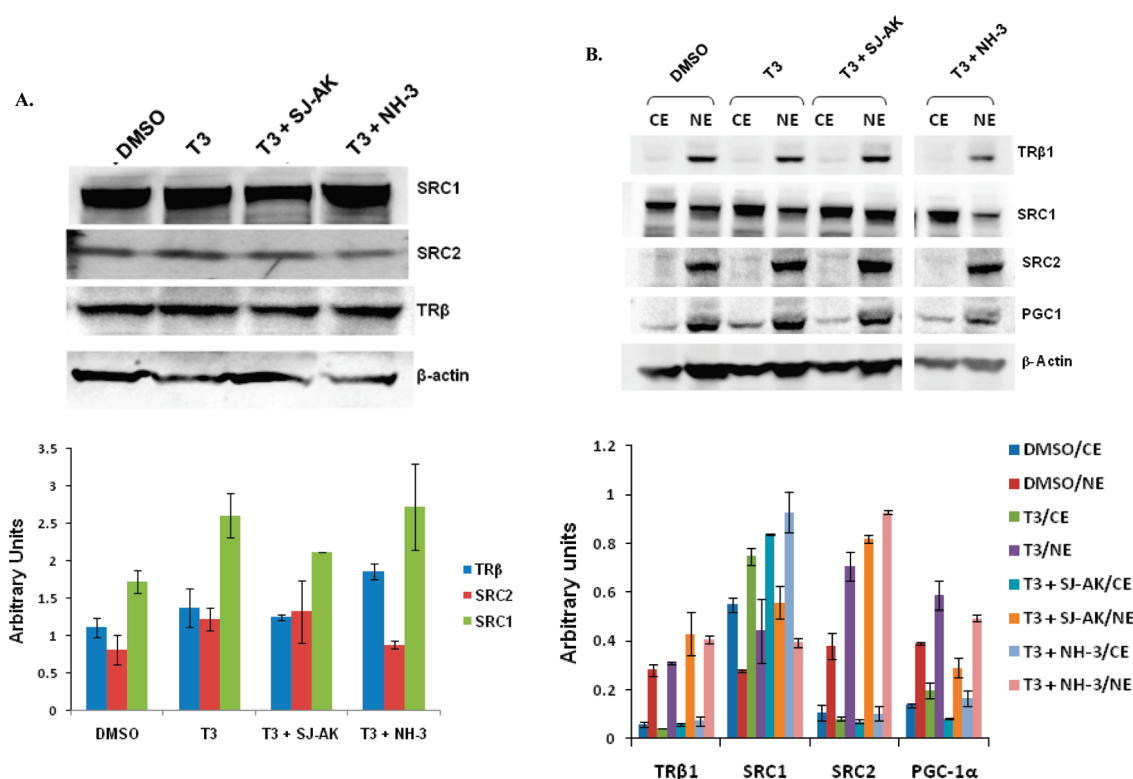 A.
DMSO T3 T3 + SJ-AK T3 + NH-3
SRC1
SRC2
TRβ
β-actin
3.5
3
2.5
2
1.5
1
0.5
0
Arbitrary Units
DMSO T3 T3 + SJ-AK T3 + NH-3
TRβ
SRC2
SRC1
B.
DMSO T3 T3 + SJ-AK T3 + NH-3
CE NE CE NE CE NE CE NE
TRβ1
SRC1
SRC2
PGC1
β-Actin
1.2
1
0.8
0.6
0.4
0.2
0
Arbitrary units
TRβ1 SRC1 SRC2 PGC-1α
DMSO/CE
DMSO/NE
T3/CE
T3/NE
T3 + SJ-AK/CE
T3 + SJ-AK/NE
T3 + NH-3/CE
T3 + NH-3/NE